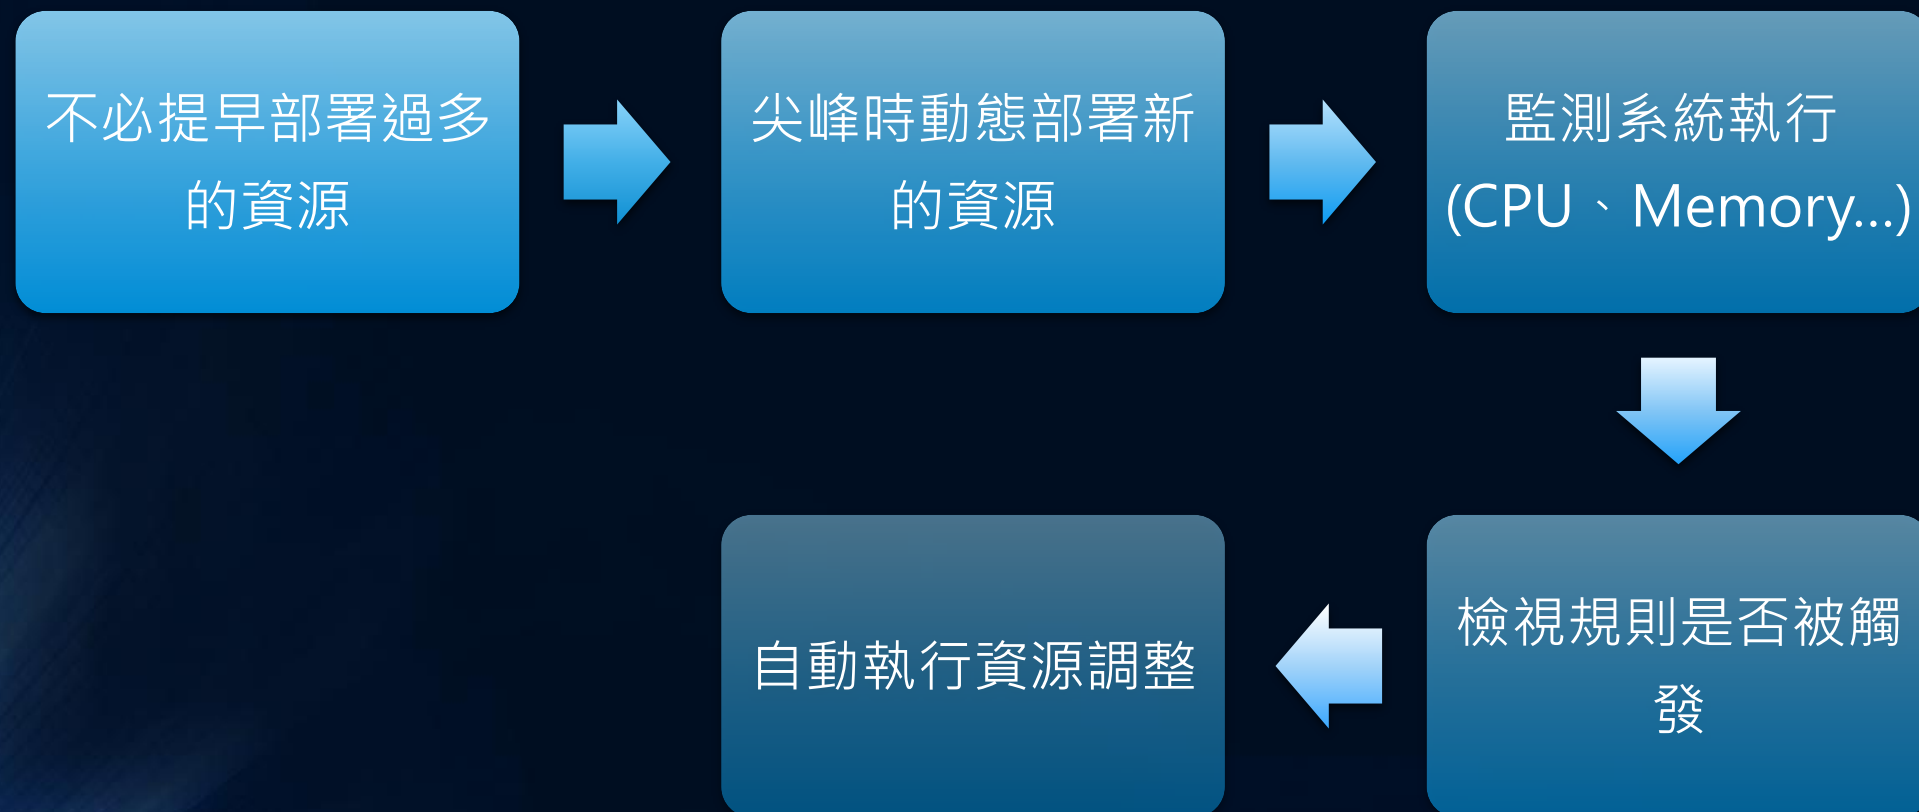 不必提早部署過多
的資源
尖峰時動態部署新
的資源
監測系統執行
(CPU、Memory...)
檢視規則是否被觸
發
自動執行資源調整